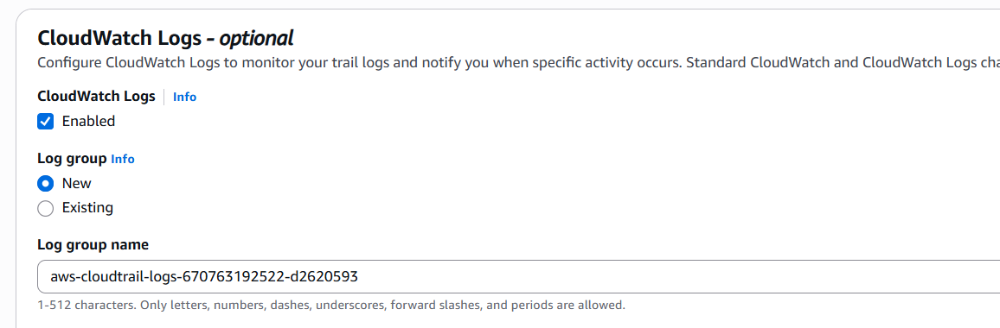 CloudWatch Logs - optional
Configure CloudWatch Logs to monitor your trail logs and notify you when specific activity occurs. Standard CloudWatch and CloudWatch Logs cha
CloudWatch Logs Info
Enabled
Log group Info
New
Existing
Log group name
aws-cloudtrail-logs-670763192522-d2620593
1-512 characters. Only letters, numbers, dashes, underscores, forward slashes, and periods are allowed.